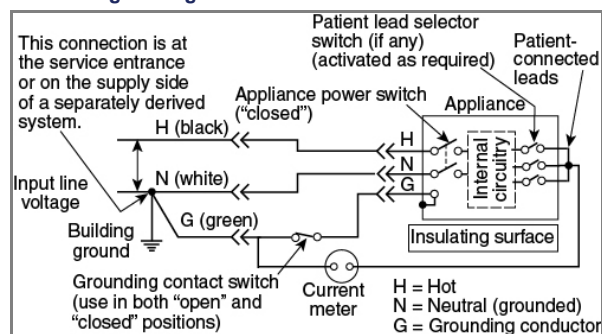 This connection is at
the service entrance
or on the supply side
of a separately derived
system.
Patient lead selector
switch (if any)
(activated as required)
Patient-
connected
leads
Appliance power switch
("closed")
Appliance
H (black)
H
N (white)
N
G
Internal
circuitry
Input line
voltage
G (green)
Building
ground
Insulating surface
Grounding contact switch
(use in both "open" and
"closed" positions)
Current
meter
H = Hot
N = Neutral (grounded)
G = Grounding conductor